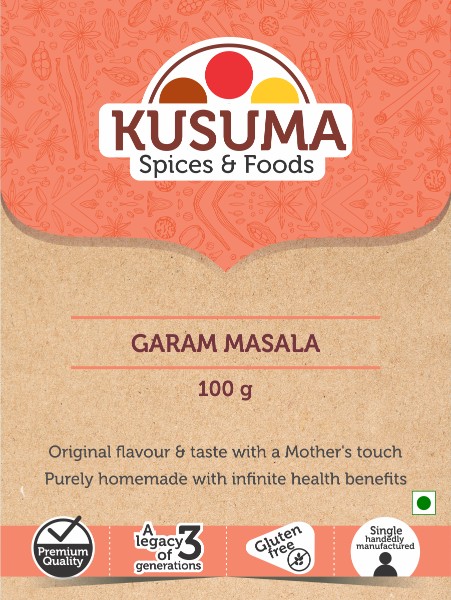 KUSUMA
Spices & Foods
GARAM MASALA
100 g
Original flavour & taste with a Mother's touch
Purely homemade with infinite health benefits
Premium
Quality
A
legacy 3
of
generations
Gluten
free
Single
handedly
manufactured